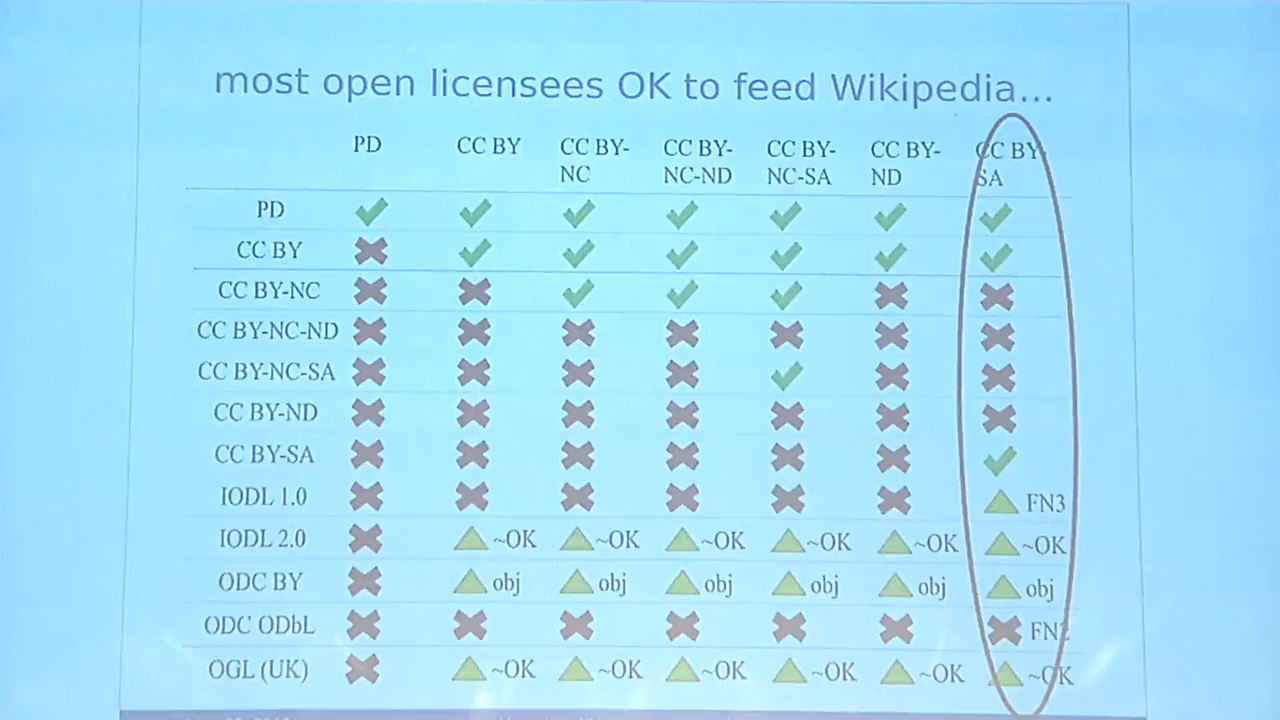 most open licensees OK to feed Wikipedia...
PD CC BY CC BY-NC CC BY-NC-ND CC BY-NC-SA CC BY-ND CC BY-SA
PD
CC BY
CC BY-NC
CC BY-NC-ND
CC BY-NC-SA
CC BY-ND
CC BY-SA
IODL 1.0 FN3
IODL 2.0 ~OK ~OK ~OK ~OK ~OK ~OK
ODC BY obj obj obj obj obj obj
ODC ODbL FN2
OGL (UK) ~OK ~OK ~OK ~OK ~OK ~OK